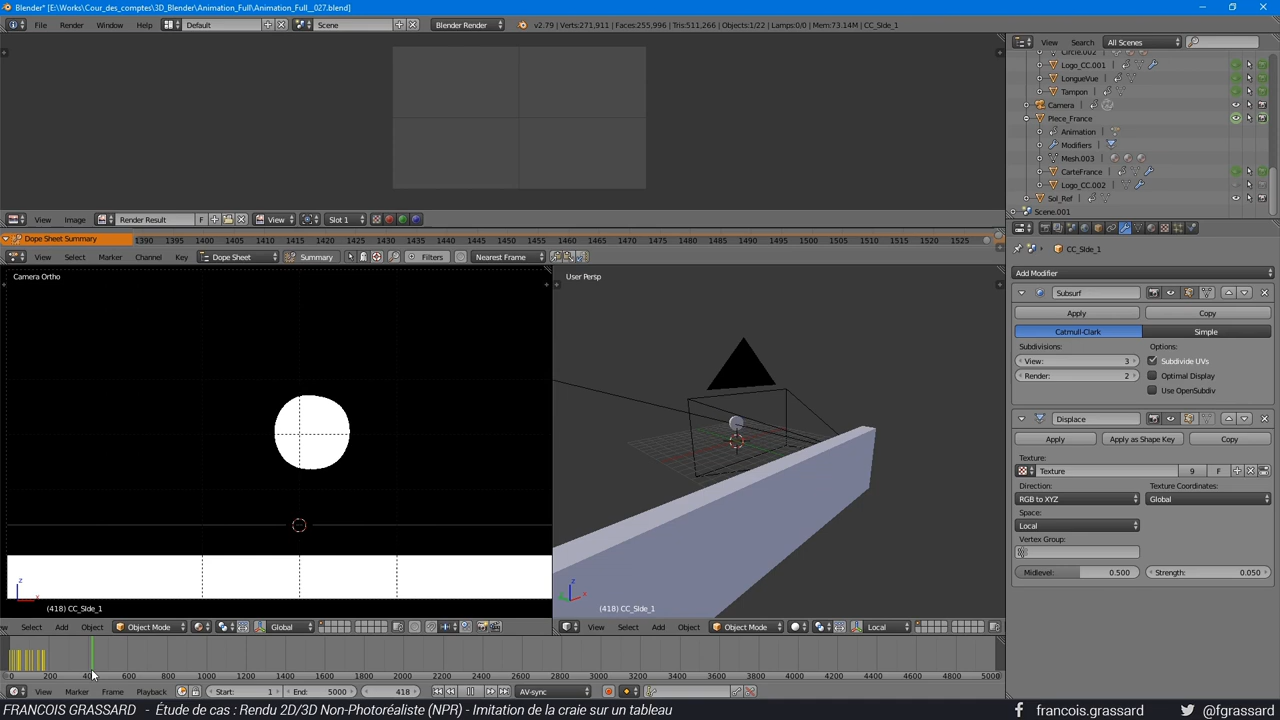 Blender* [E:\Works\Cour_des_comptes\3D_Blender\Animation_Full\Animation_Full__027.blend]
File Render Window Help Default Scene Blender Render v2.79 | Verts:271,911 | Faces:255,996 | Tris:511,266 | Objects:1/22 | Lamps:0/0 | Mem:73.14M | CC_SIde_1
View Search All Scenes
Circle.002
Logo_CC.001
LongueVue
Tampon
Camera
Piece_France
Animation
Modifiers
Mesh.003
CarteFrance
Logo_CC.002
Sol_Ref
Scene.001
View Image Render Result F View Slot 1
Dope Sheet Summary 1390 1395 1400 1405 1410 1415 1420 1425 1430 1435 1440 1445 1450 1455 1460 1465 1470 1475 1480 1485 1490 1495 1500 1505 1510 1515 1520 1525
View Select Marker Channel Key Dope Sheet Summary Filters Nearest Frame
CC_SIde_1
Add Modifier
Subsurf
Apply Copy
Catmull-Clark Simple
Subdivisions: Options:
View: 3 Subdivide UVs
Render: 2 Optimal Display
Use OpenSubdiv
Displace
Apply Apply as Shape Key Copy
Texture:
Texture 9 F
Direction: Texture Coordinates:
RGB to XYZ Global
Space:
Local
Vertex Group:
Midlevel: 0.500 Strength: 0.050
Camera Ortho
z
x
(418) CC_SIde_1
User Persp
z
x
(418) CC_SIde_1
Select Add Object Object Mode Global
View Select Add Object Object Mode Local
0 200 400 600 800 1000 1200 1400 1600 1800 2000 2200 2400 2600 2800 3000 3200 3400 3600 3800 4000 4200 4400 4600 4800 5000
View Marker Frame Playback Start: 1 End: 5000 418 AV-sync
FRANCOIS GRASSARD - Étude de cas : Rendu 2D/3D Non-Photoréaliste (NPR) - Imitation de la craie sur un tableau francois.grassard @fgrassard